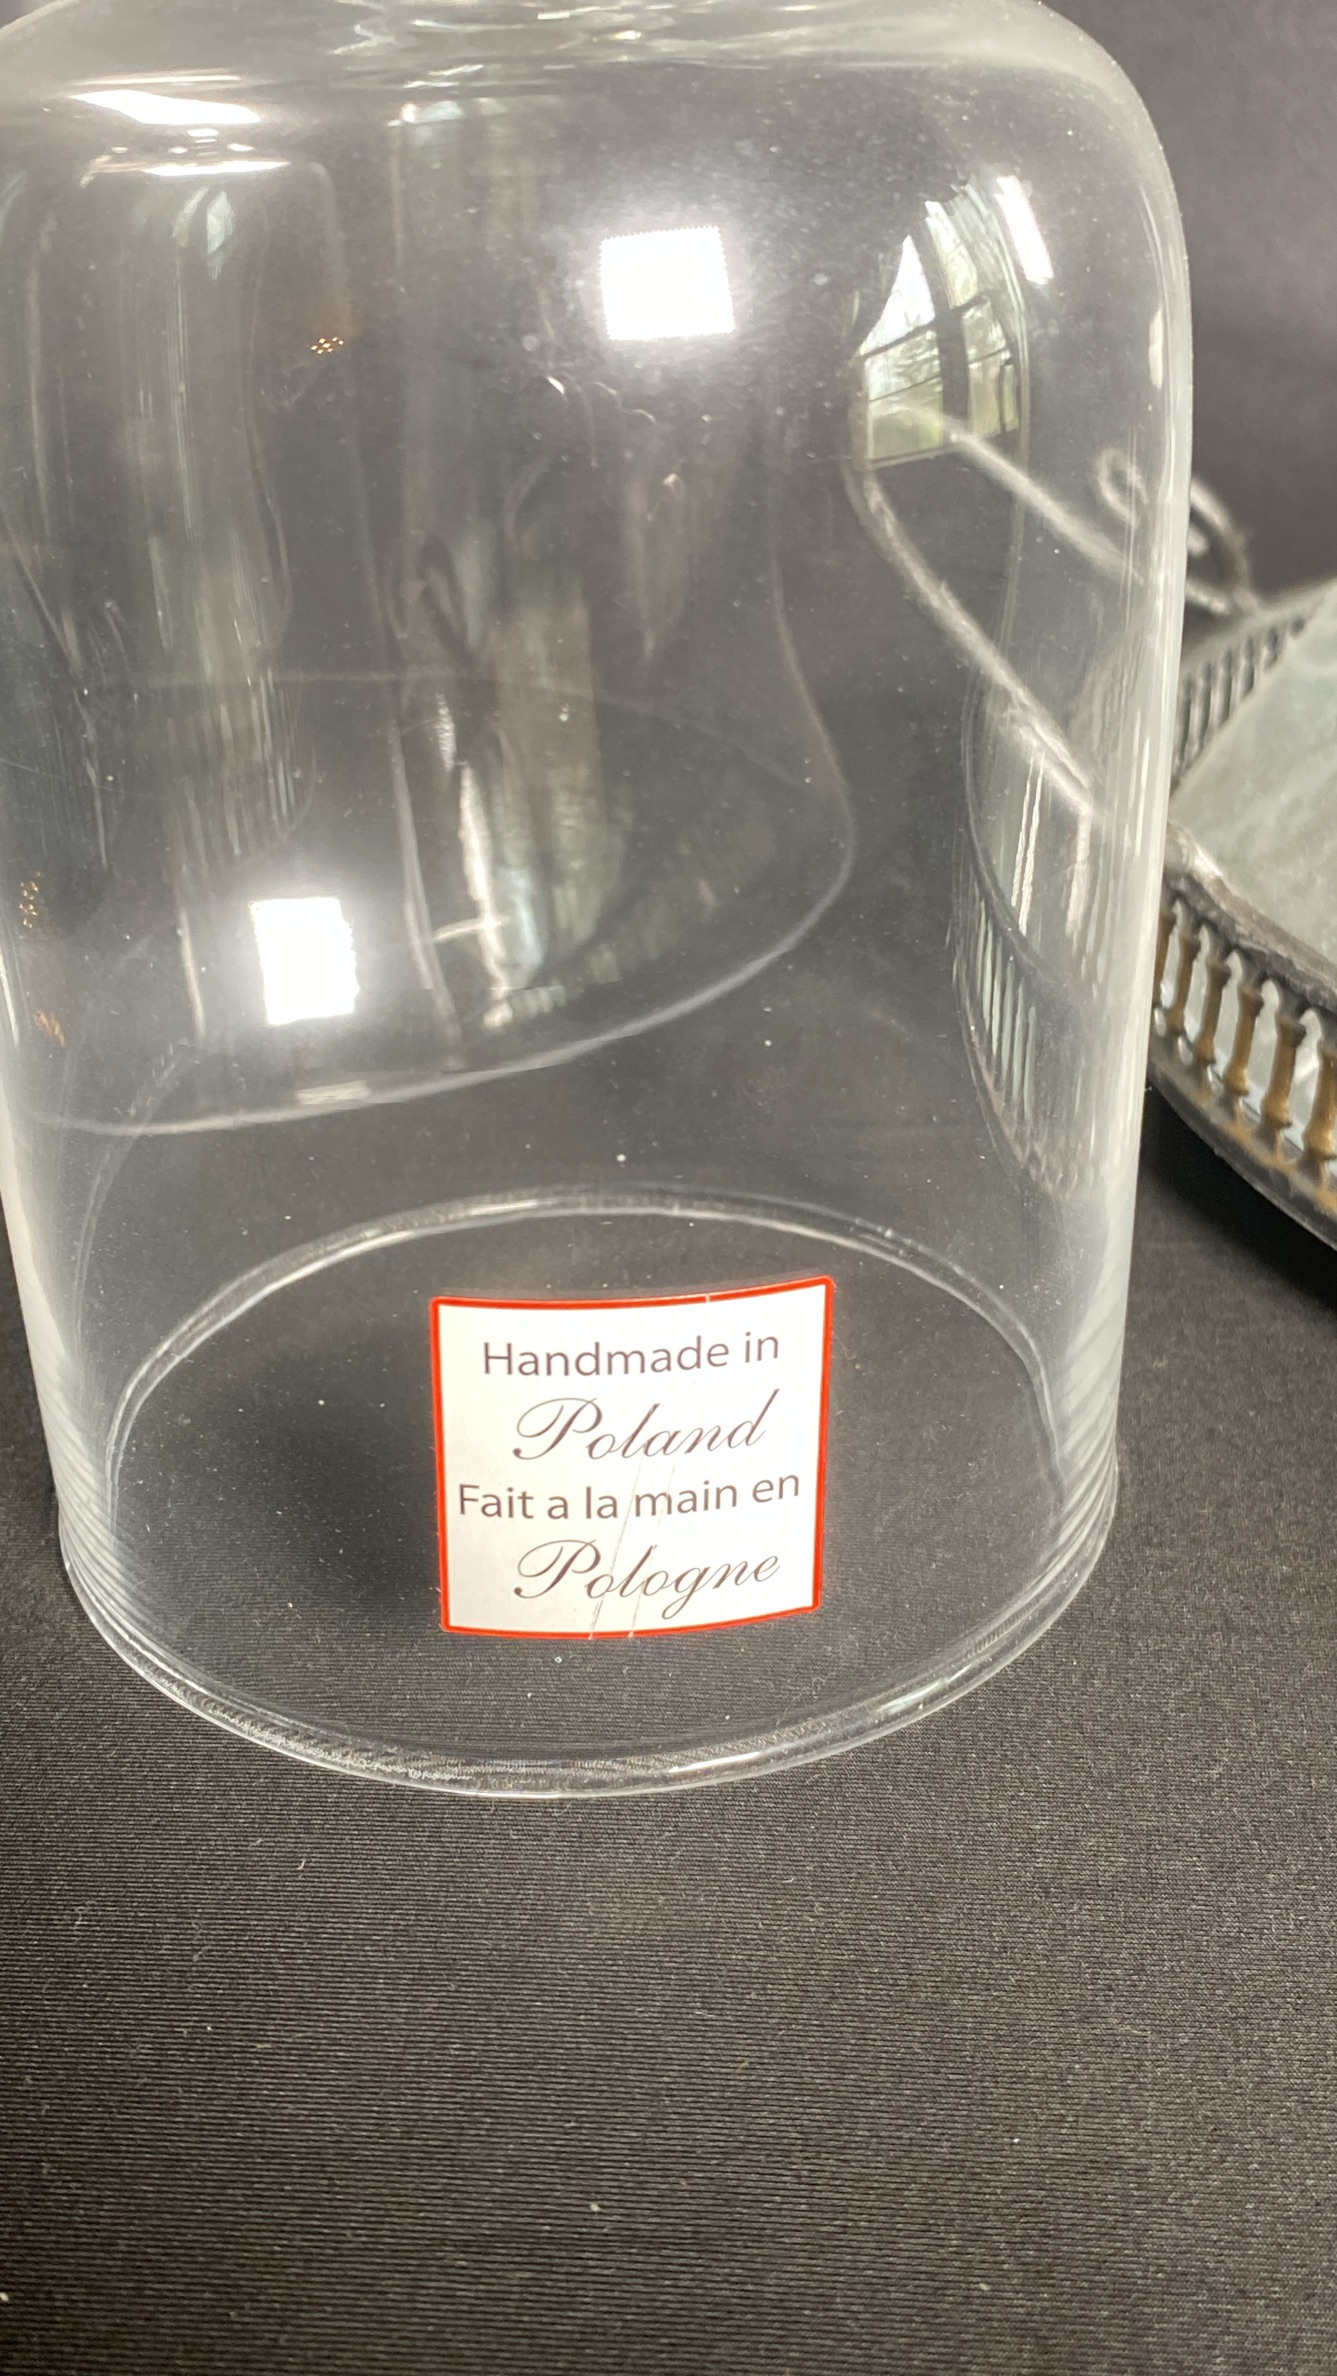 Handmade in
Poland
Fait a la main en
Pologne